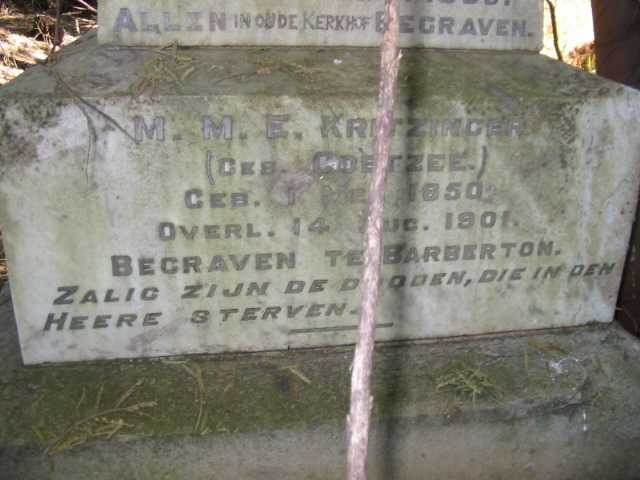 ALLEN IN OUDE KERKHOF BEGRAVEN.
M. M. E. KRITZINGER
(GEB. COETZEE.)
GEB. 1 1850.
OVERL. 14 AUG. 1901.
BEGRAVEN TE BARBERTON.
ZALIG ZIJN DE DOODEN, DIE IN DEN
HEERE STERVEN.